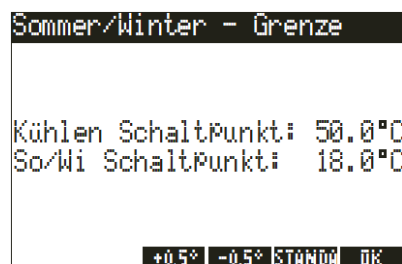 Sommer/Winter - Grenze
Kühlen Schaltpunkt: 50.0°C
So/Wi Schaltpunkt: 18.0°C
+0.5° -0.5° STANDA OK